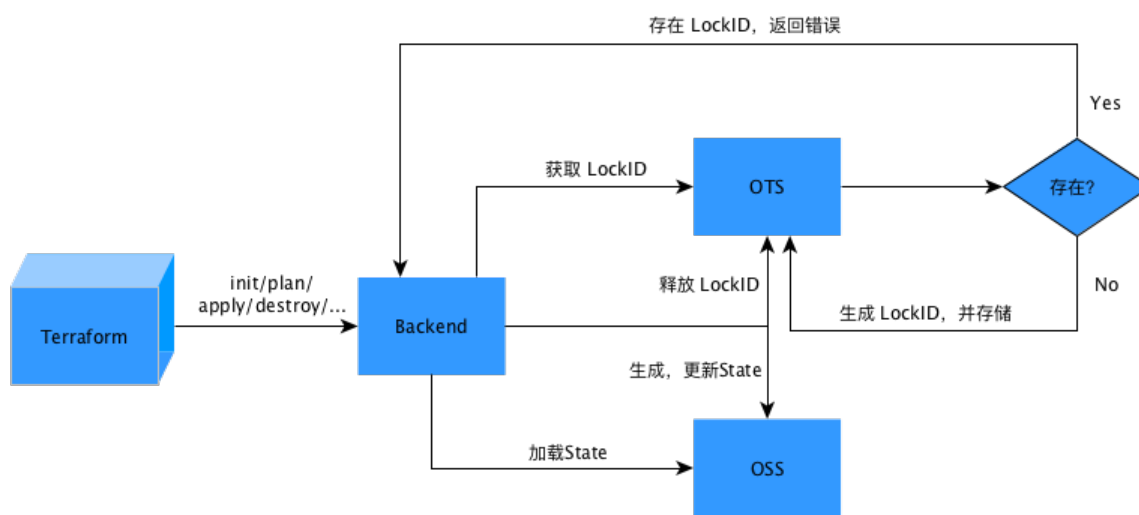 存在 LockID，返回错误
Yes
获取 LockID
OTS
存在?
init/plan/
apply/destroy/...
释放 LockID
No
Terraform
Backend
生成 LockID，并存储
生成，更新State
加载State
OSS